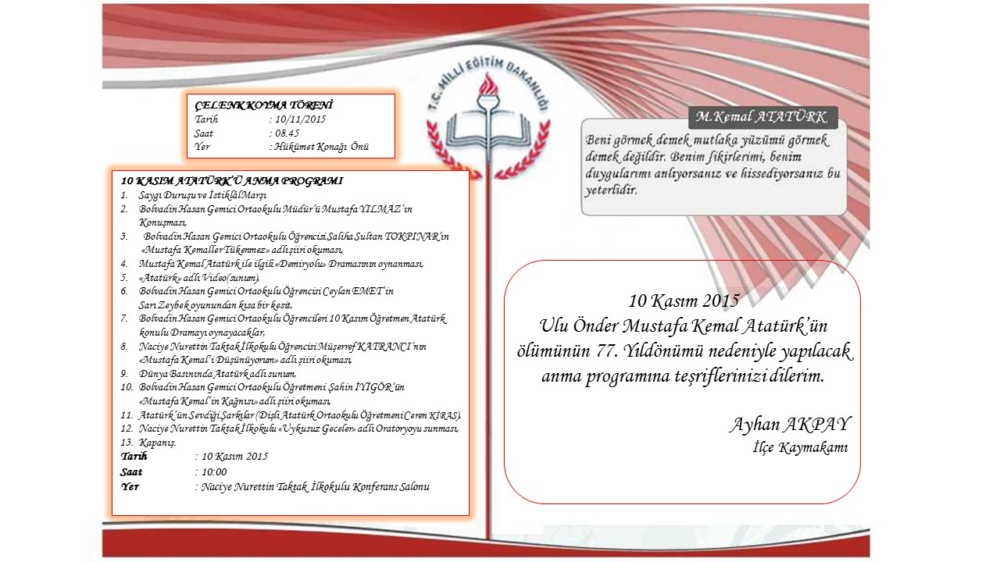 T.C. MİLLİ EĞİTİM BAKANLIĞI
ÇELENK KOYMA TÖRENİ
Tarih : 10/11/2015
Saat : 08.45
Yer : Hükümet Konağı Önü
10 KASIM ATATÜRK'Ü ANMA PROGRAMI
1. Saygı Duruşu ve İstiklâl Marşı
2. Bolvadin Hasan Gemici Ortaokulu Müdür'ü Mustafa YILMAZ'ın
Konuşması,
3. Bolvadin Hasan Gemici Ortaokulu Öğrencisi Saliha Sultan TOKPINAR'ın
«Mustafa Kemaller Tükenmez» adlı şiiri okuması,
4. Mustafa Kemal Atatürk ile ilgili «Demiryolu» Dramasının oynanması,
5. «Atatürk» adlı Video(sunum),
6. Bolvadin Hasan Gemici Ortaokulu Öğrencisi Ceylan EMET'in
Sarı Zeybek oyunundan kısa bir kesit,
7. Bolvadin Hasan Gemici Ortaokulu Öğrencileri 10 Kasım Öğretmen Atatürk
konulu Dramayı oynayacaklar,
8. Naciye Nurettin Taktak İlkokulu Öğrencisi Müşerref KATRANCI'nın
«Mustafa Kemal'i Düşünüyorum» adlı şiiri okuması,
9. Dünya Basınında Atatürk adlı sunum,
10. Bolvadin Hasan Gemici Ortaokulu Öğretmeni Şahin İYİGÖR'ün
«Mustafa Kemal'in Kağnısı» adlı şiiri okuması,
11. Atatürk'ün Sevdiği Şarkılar (Dişli Atatürk Ortaokulu Öğretmeni Ceren KİRAS),
12. Naciye Nurettin Taktak İlkokulu «Uykusuz Geceler» adlı Oratoryoyu sunması,
13. Kapanış.
Tarih : 10 Kasım 2015
Saat : 10:00
Yer : Naciye Nurettin Taktak İlkokulu Konferans Salonu
M.Kemal ATATÜRK
Beni görmek demek mutlaka yüzümü görmek
demek değildir. Benim fikirlerimi, benim
duygularımı anlıyorsanız ve hissediyorsanız bu
yeterlidir.
10 Kasım 2015
Ulu Önder Mustafa Kemal Atatürk'ün
ölümünün 77. Yıldönümü nedeniyle yapılacak
anma programına teşriflerinizi dilerim.
Ayhan AKPAY
İlçe Kaymakamı